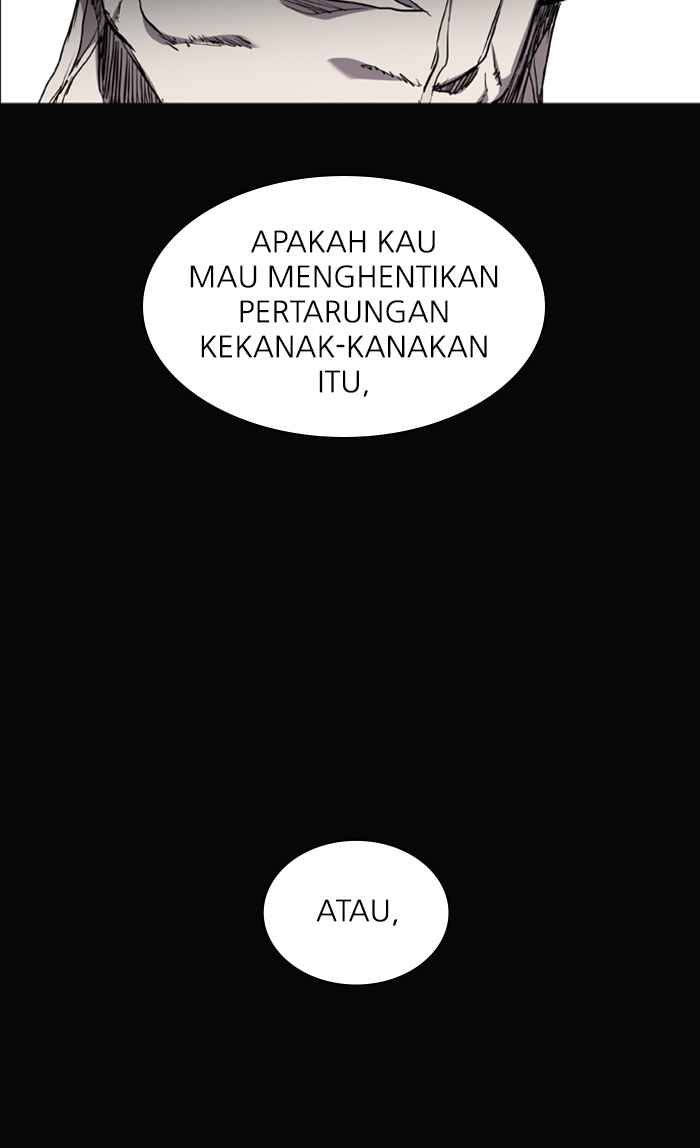 APAKAH KAU
MAU MENGHENTIKAN
PERTARUNGAN
KEKANAK-KANAKAN
ITU,
ATAU,